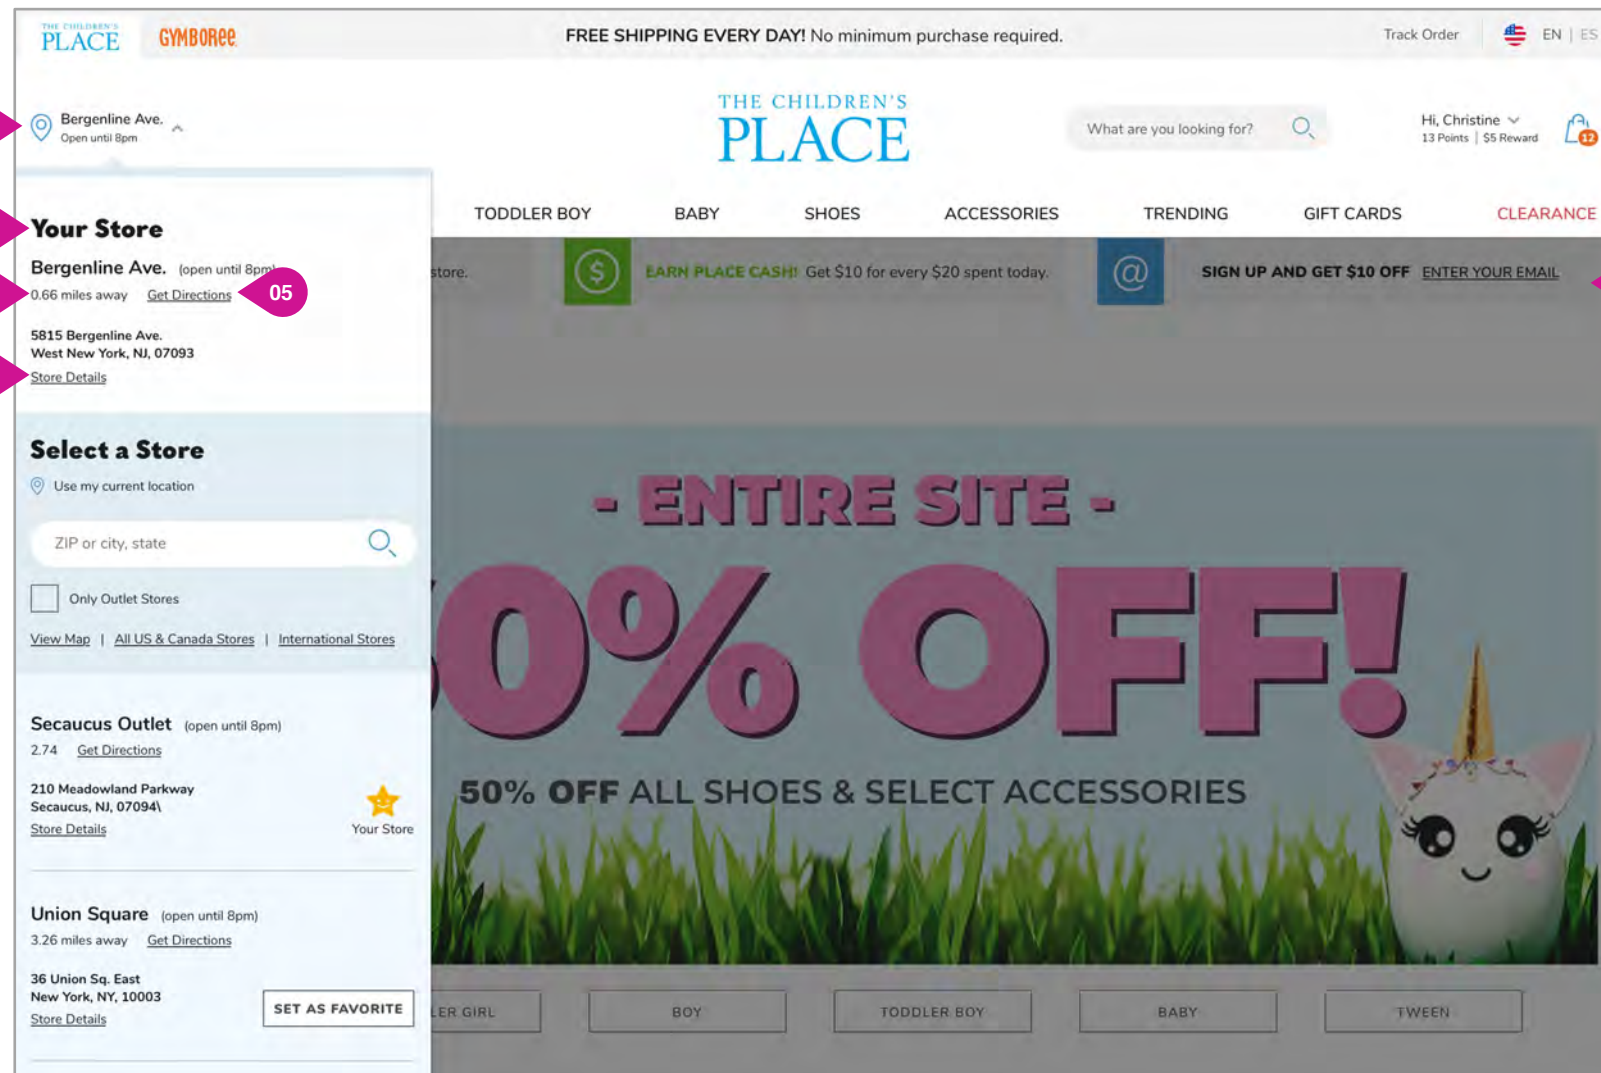 THE CHILDREN'S
PLACE
GYMBOREE
FREE SHIPPING EVERY DAY! No minimum purchase required.
Track Order
EN | ES
Bergenline Ave.
Open until 8pm
THE CHILDREN'S
PLACE
What are you looking for?
Hi, Christine
13 Points | $5 Reward
12
TODDLER BOY
BABY
SHOES
ACCESSORIES
TRENDING
GIFT CARDS
CLEARANCE
Your Store
Bergenline Ave. (open until 8pm)
0.66 miles away Get Directions
05
5815 Bergenline Ave.
West New York, NJ, 07093
Store Details
store.
$
EARN PLACE CASH! Get $10 for every $20 spent today.
@
SIGN UP AND GET $10 OFF ENTER YOUR EMAIL
Select a Store
Use my current location
ZIP or city, state
Only Outlet Stores
View Map | All US & Canada Stores | International Stores
Secaucus Outlet (open until 8pm)
2.74 Get Directions
210 Meadowland Parkway
Secaucus, NJ, 07094\
Store Details
Your Store
Union Square (open until 8pm)
3.26 miles away Get Directions
36 Union Sq. East
New York, NY, 10003
Store Details
SET AS FAVORITE
- ENTIRE SITE -
0% OFF!
50% OFF ALL SHOES & SELECT ACCESSORIES
LER GIRL
BOY
TODDLER BOY
BABY
TWEEN